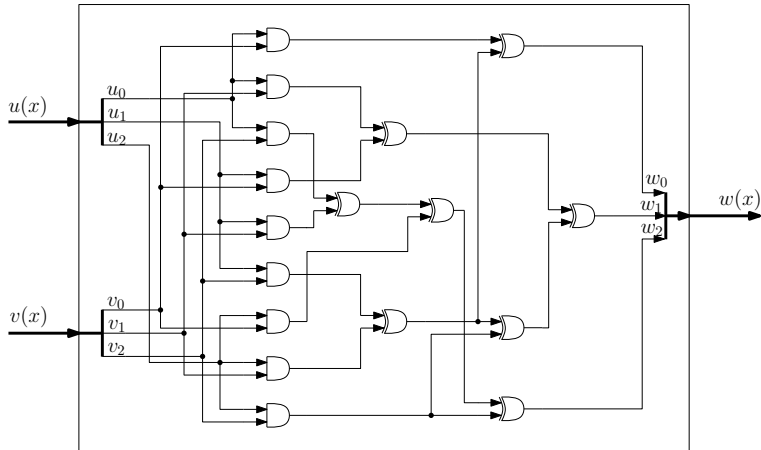 u(x)
u₀
u₁
u₂
v(x)
v₀
v₁
v₂
w₀
w₁
w₂
w(x)